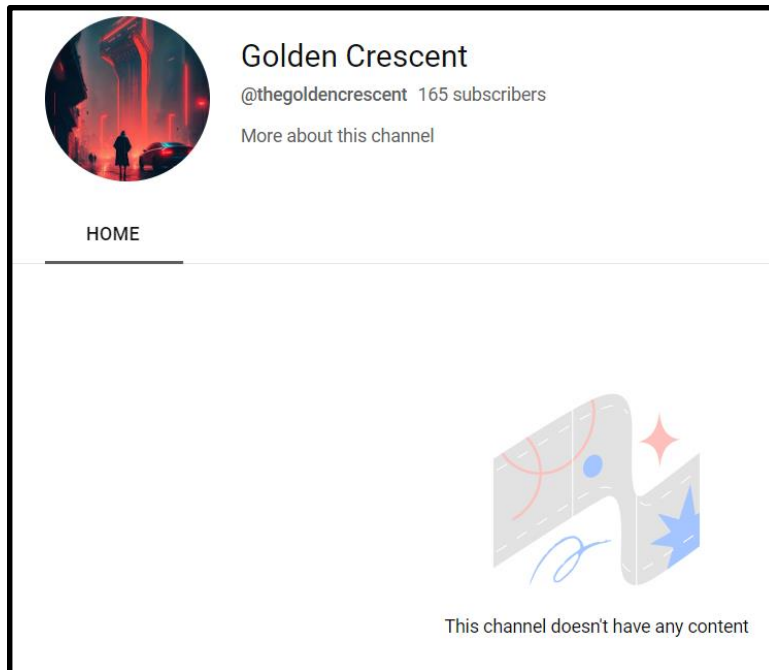 Golden Crescent
@thegoldencrescent 165 subscribers
More about this channel
HOME
This channel doesn't have any content